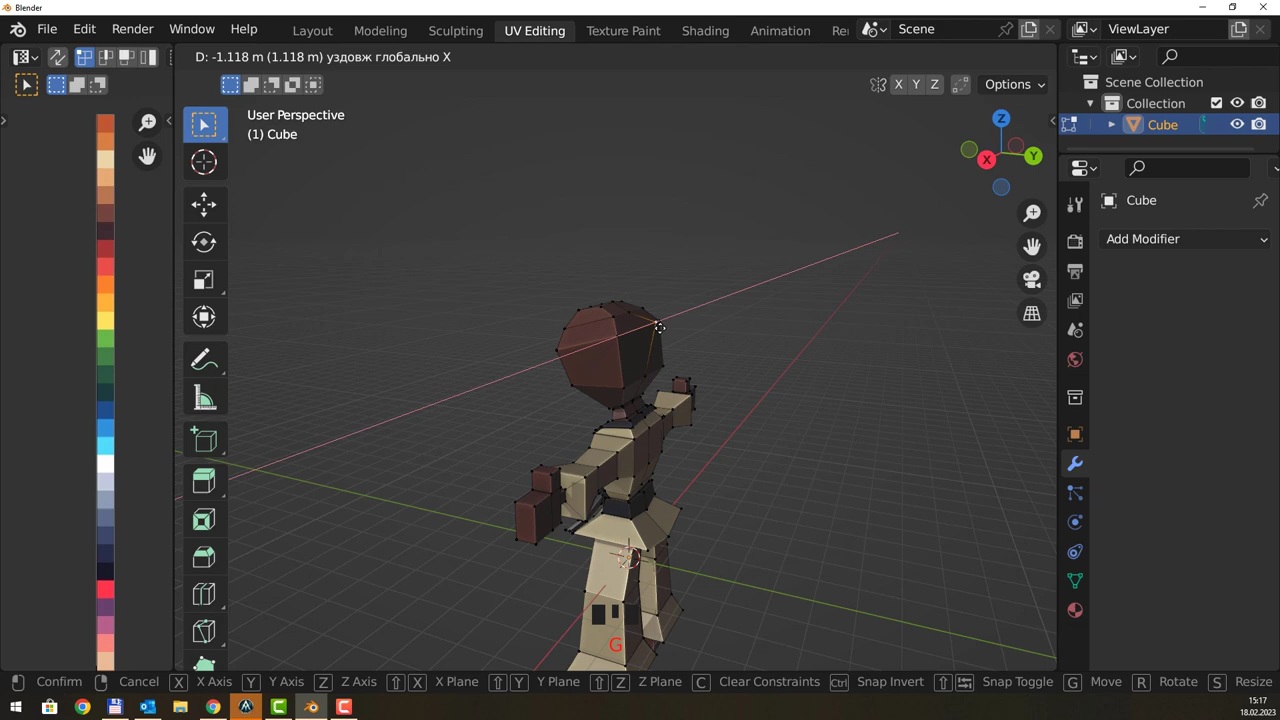 Blender
File Edit Render Window Help
Layout Modeling Sculpting UV Editing Texture Paint Shading Animation Re
Scene
ViewLayer
D: -1.118 m (1.118 m) уздовж глобально X
X Y Z
Options
User Perspective
(1) Cube
Z
X
Y
Scene Collection
Collection
Cube
Cube
Add Modifier
G
Confirm Cancel X X Axis Y Y Axis Z Z Axis X X Plane Y Y Plane Z Z Plane C Clear Constraints Ctrl Snap Invert Snap Toggle G Move R Rotate S Resize
15:17
18.02.2023